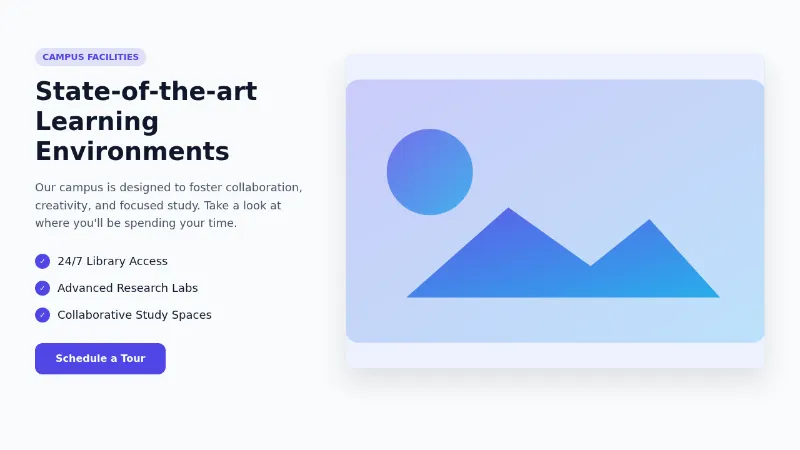 CAMPUS FACILITIES
State-of-the-art
Learning
Environments
Our campus is designed to foster collaboration,
creativity, and focused study. Take a look at
where you'll be spending your time.
✓ 24/7 Library Access
✓ Advanced Research Labs
✓ Collaborative Study Spaces
Schedule a Tour